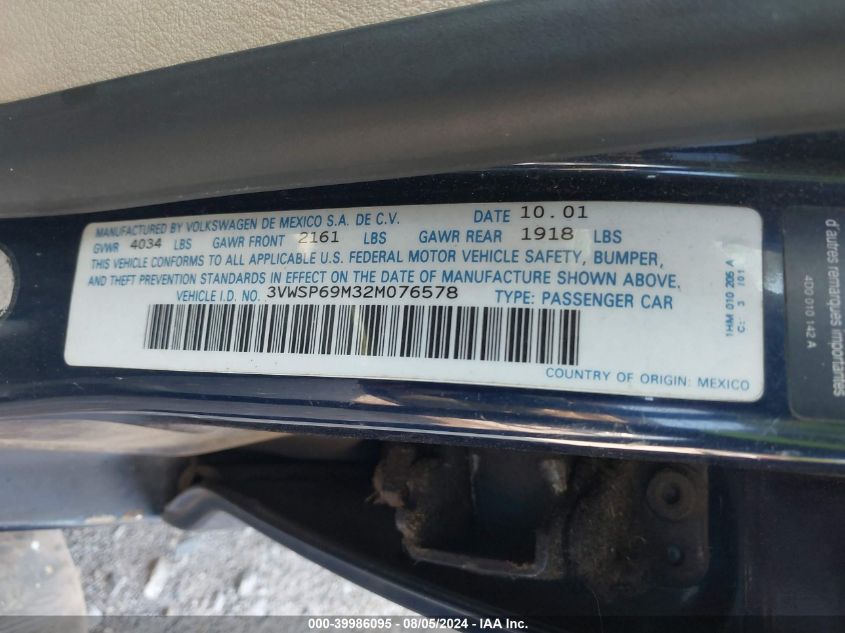 MANUFACTURED BY VOLKSWAGEN DE MEXICO S.A. DE C.V. DATE 10.01
GVWR 4034 LBS GAWR FRONT 2161 LBS GAWR REAR 1918 LBS
THIS VEHICLE CONFORMS TO ALL APPLICABLE U.S. FEDERAL MOTOR VEHICLE SAFETY, BUMPER,
AND THEFT PREVENTION STANDARDS IN EFFECT ON THE DATE OF MANUFACTURE SHOWN ABOVE.
VEHICLE I.D. NO. 3VWSP69M32M076578 TYPE: PASSENGER CAR
COUNTRY OF ORIGIN: MEXICO
1HM 010 205 A
C: 3 101
d'autres remarques importantes
4D0 010 142 A
000-39986095 - 08/05/2024 - IAA Inc.